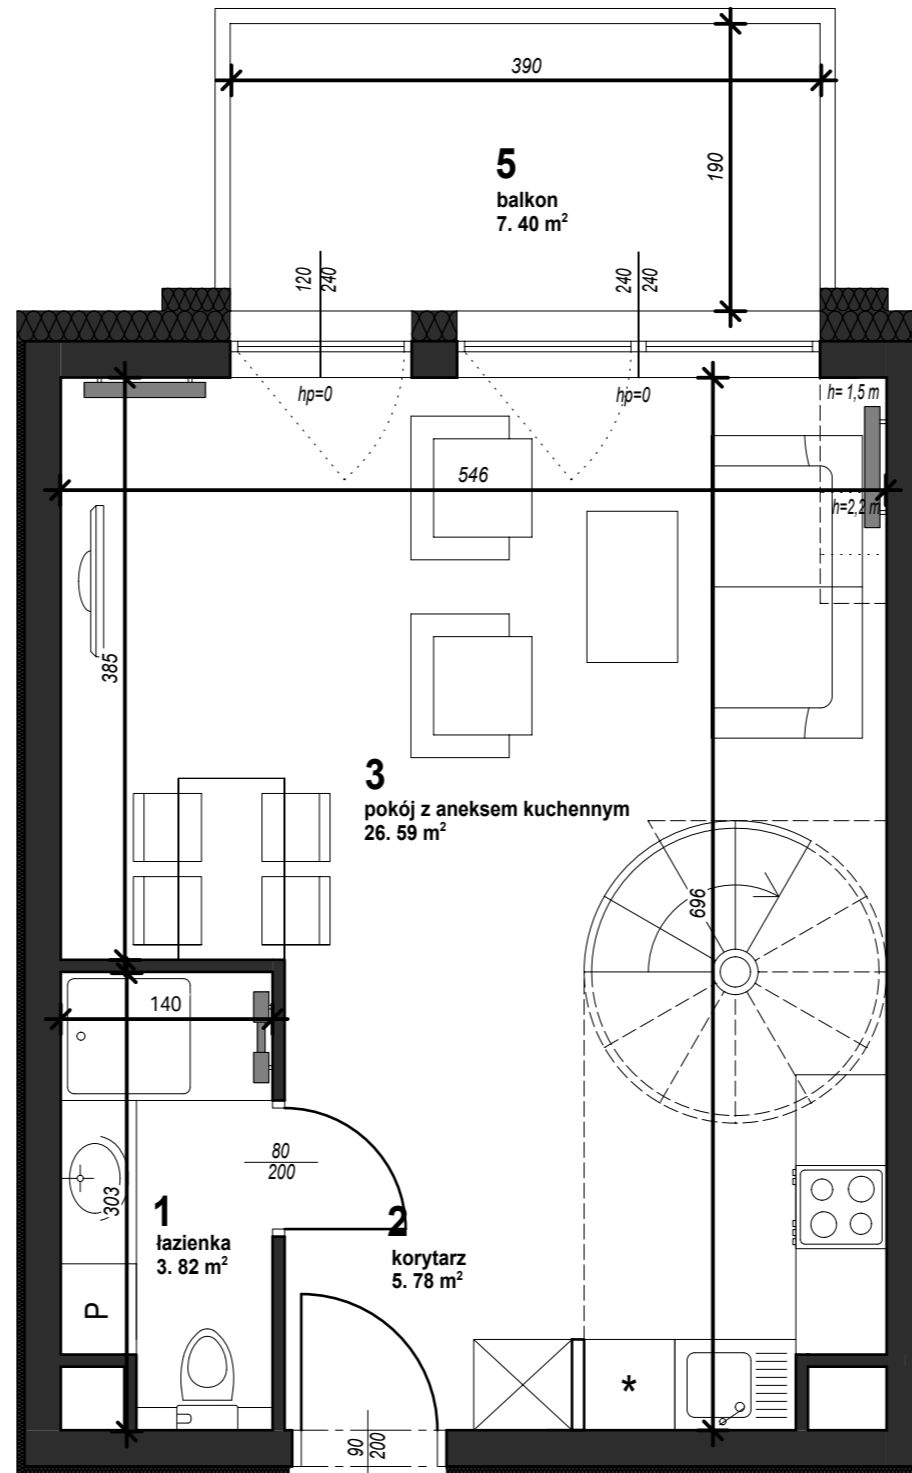 390
190
5
balkon
7. 40 m²
120
240
240
240
hp=0
hp=0
h= 1,5 m
546
h=2,2 m
385
3
pokój z aneksem kuchennym
26. 59 m²
696
140
80
200
303
1
łazienka
3. 82 m²
2
korytarz
5. 78 m²
P
*
90
200